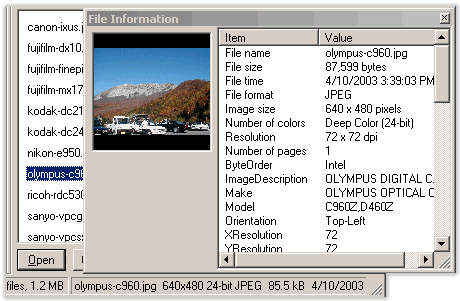 File Information
canon-ixus.j
fujifilm-dx10.
fujifilm-finepi
fujifilm-mx17
kodak-dc21
kodak-dc24
nikon-e950.
olympus-c96
ricoh-rdc530
sanyo-vpcg
sanyo-vpcs
Item Value
File name olympus-c960.jpg
File size 87,599 bytes
File time 4/10/2003 3:39:03 PM
File format JPEG
Image size 640 x 480 pixels
Number of colors Deep Color (24-bit)
Resolution 72 x 72 dpi
Number of pages 1
ByteOrder Intel
ImageDescription OLYMPUS DIGITAL C.
Make OLYMPUS OPTICAL C
Model C960Z,D460Z
Orientation Top-Left
XResolution 72
YResolution 72
Open
files, 1.2 MB olympus-c960.jpg 640x480 24-bit JPEG 85.5 kB 4/10/2003